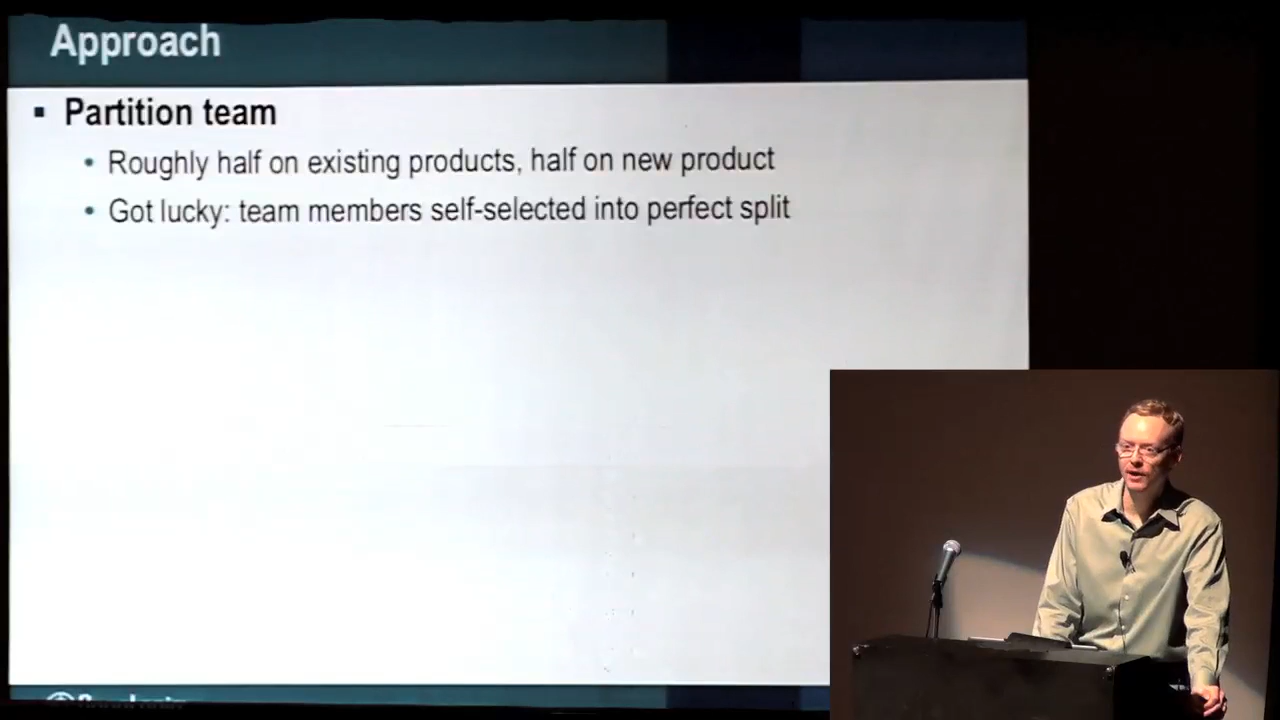 Approach
▪ Partition team
• Roughly half on existing products, half on new product
• Got lucky: team members self-selected into perfect split